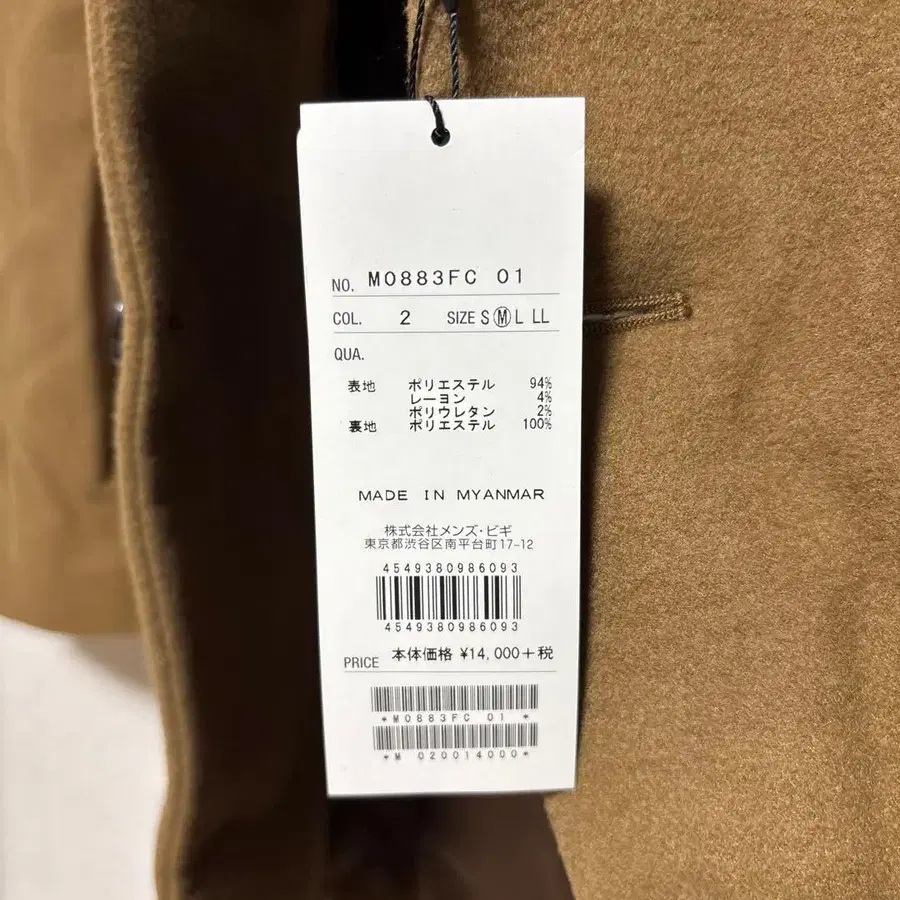 NO. M0883FC 01
COL. 2 SIZE S M L LL
QUA.
表地 ポリエステル 94%
レーヨン 4%
ポリウレタン 2%
裏地 ポリエステル 100%
MADE IN MYANMAR
株式会社メンズ・ビギ
東京都渋谷区南平台町17-12
4549380986093
4549380986093
PRICE 本体価格 ¥14,000+税
*M0883FC 01 *
*M 020014000*